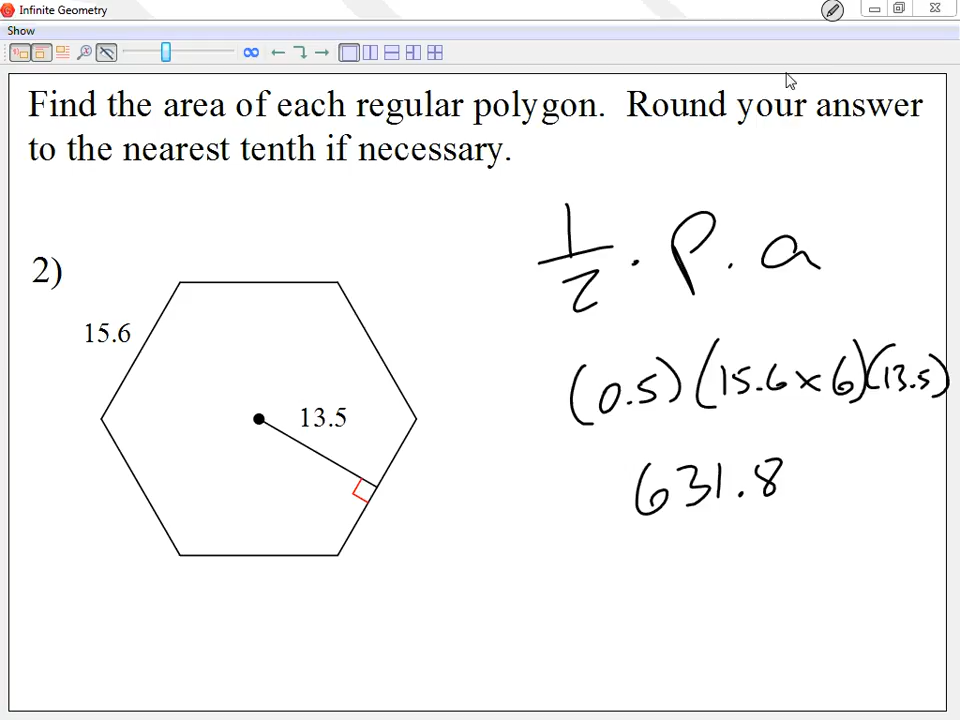 Infinite Geometry
Show
Find the area of each regular polygon. Round your answer
to the nearest tenth if necessary.
2)
15.6
13.5
1/2 · P · a
(0.5)(15.6 × 6)(13.5)
631.8